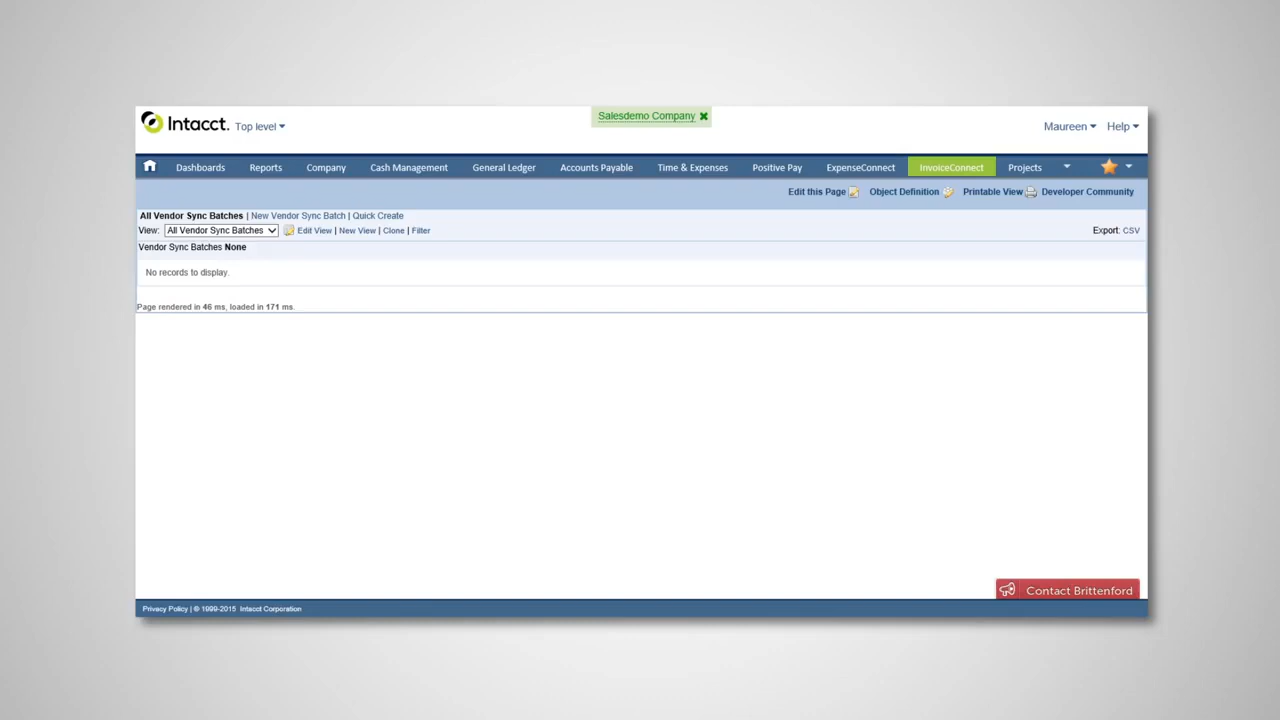 Intacct. Top level
Salesdemo Company
Maureen Help
Dashboards Reports Company Cash Management General Ledger Accounts Payable Time & Expenses Positive Pay ExpenseConnect InvoiceConnect Projects
Edit this Page Object Definition Printable View Developer Community
All Vendor Sync Batches | New Vendor Sync Batch | Quick Create
View: All Vendor Sync Batches Edit View | New View | Clone | Filter Export: CSV
Vendor Sync Batches None
No records to display.
Page rendered in 46 ms, loaded in 171 ms.
Contact Brittenford
Privacy Policy | © 1999-2015 Intacct Corporation